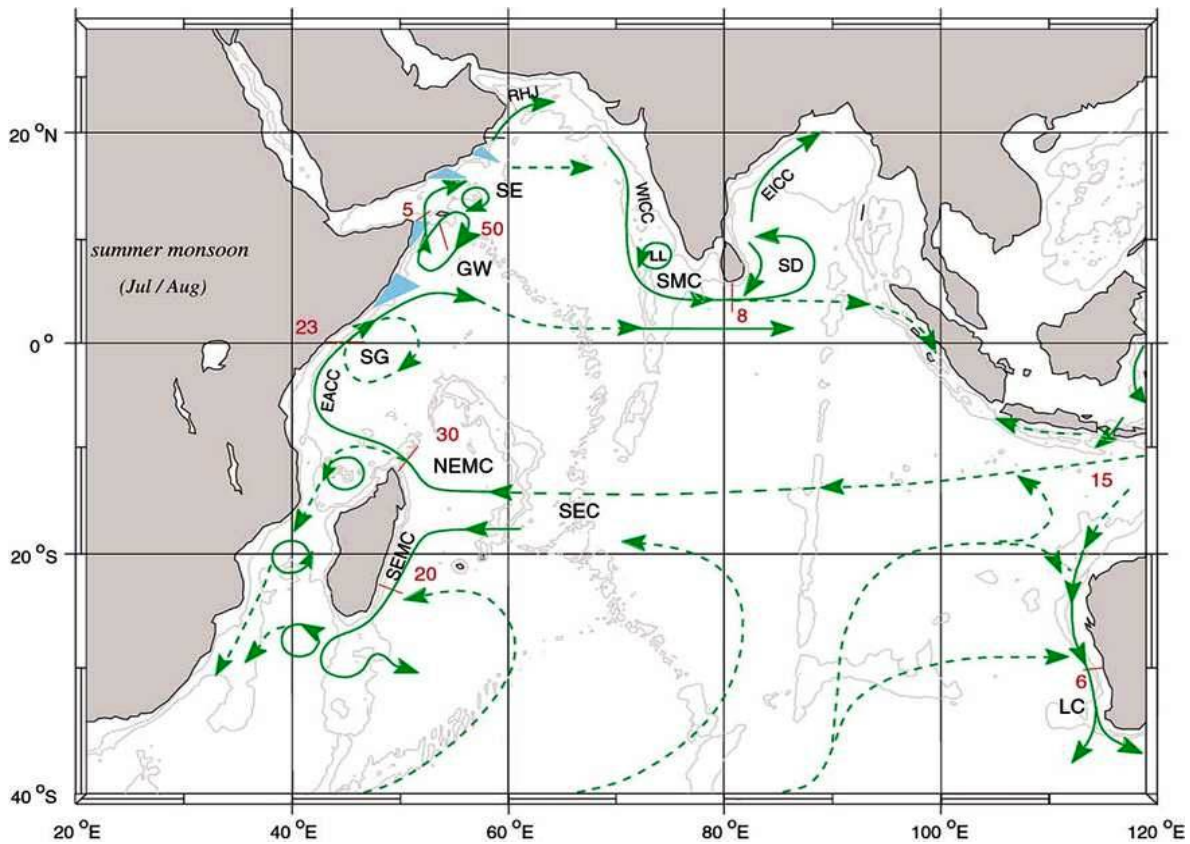 RHJ
20 °N
SE
5
50
WICC
EICC
summer monsoon
(Jul / Aug)
GW
LL
SMC
SD
8
23
0°
SG
EACC
30
NEMC
SEC
15
20 °S
SEMC
20
6
LC
40 °S
20 °E
40 °E
60 °E
80 °E
100 °E
120 °E